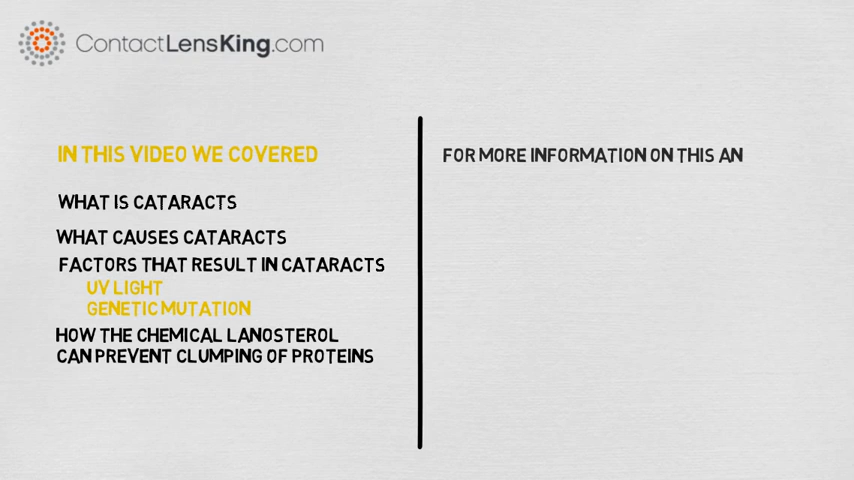 ContactLensKing.com
IN THIS VIDEO WE COVERED
WHAT IS CATARACTS
WHAT CAUSES CATARACTS
FACTORS THAT RESULT IN CATARACTS
UV LIGHT
GENETIC MUTATION
HOW THE CHEMICAL LANOSTEROL
CAN PREVENT CLUMPING OF PROTEINS
FOR MORE INFORMATION ON THIS AN